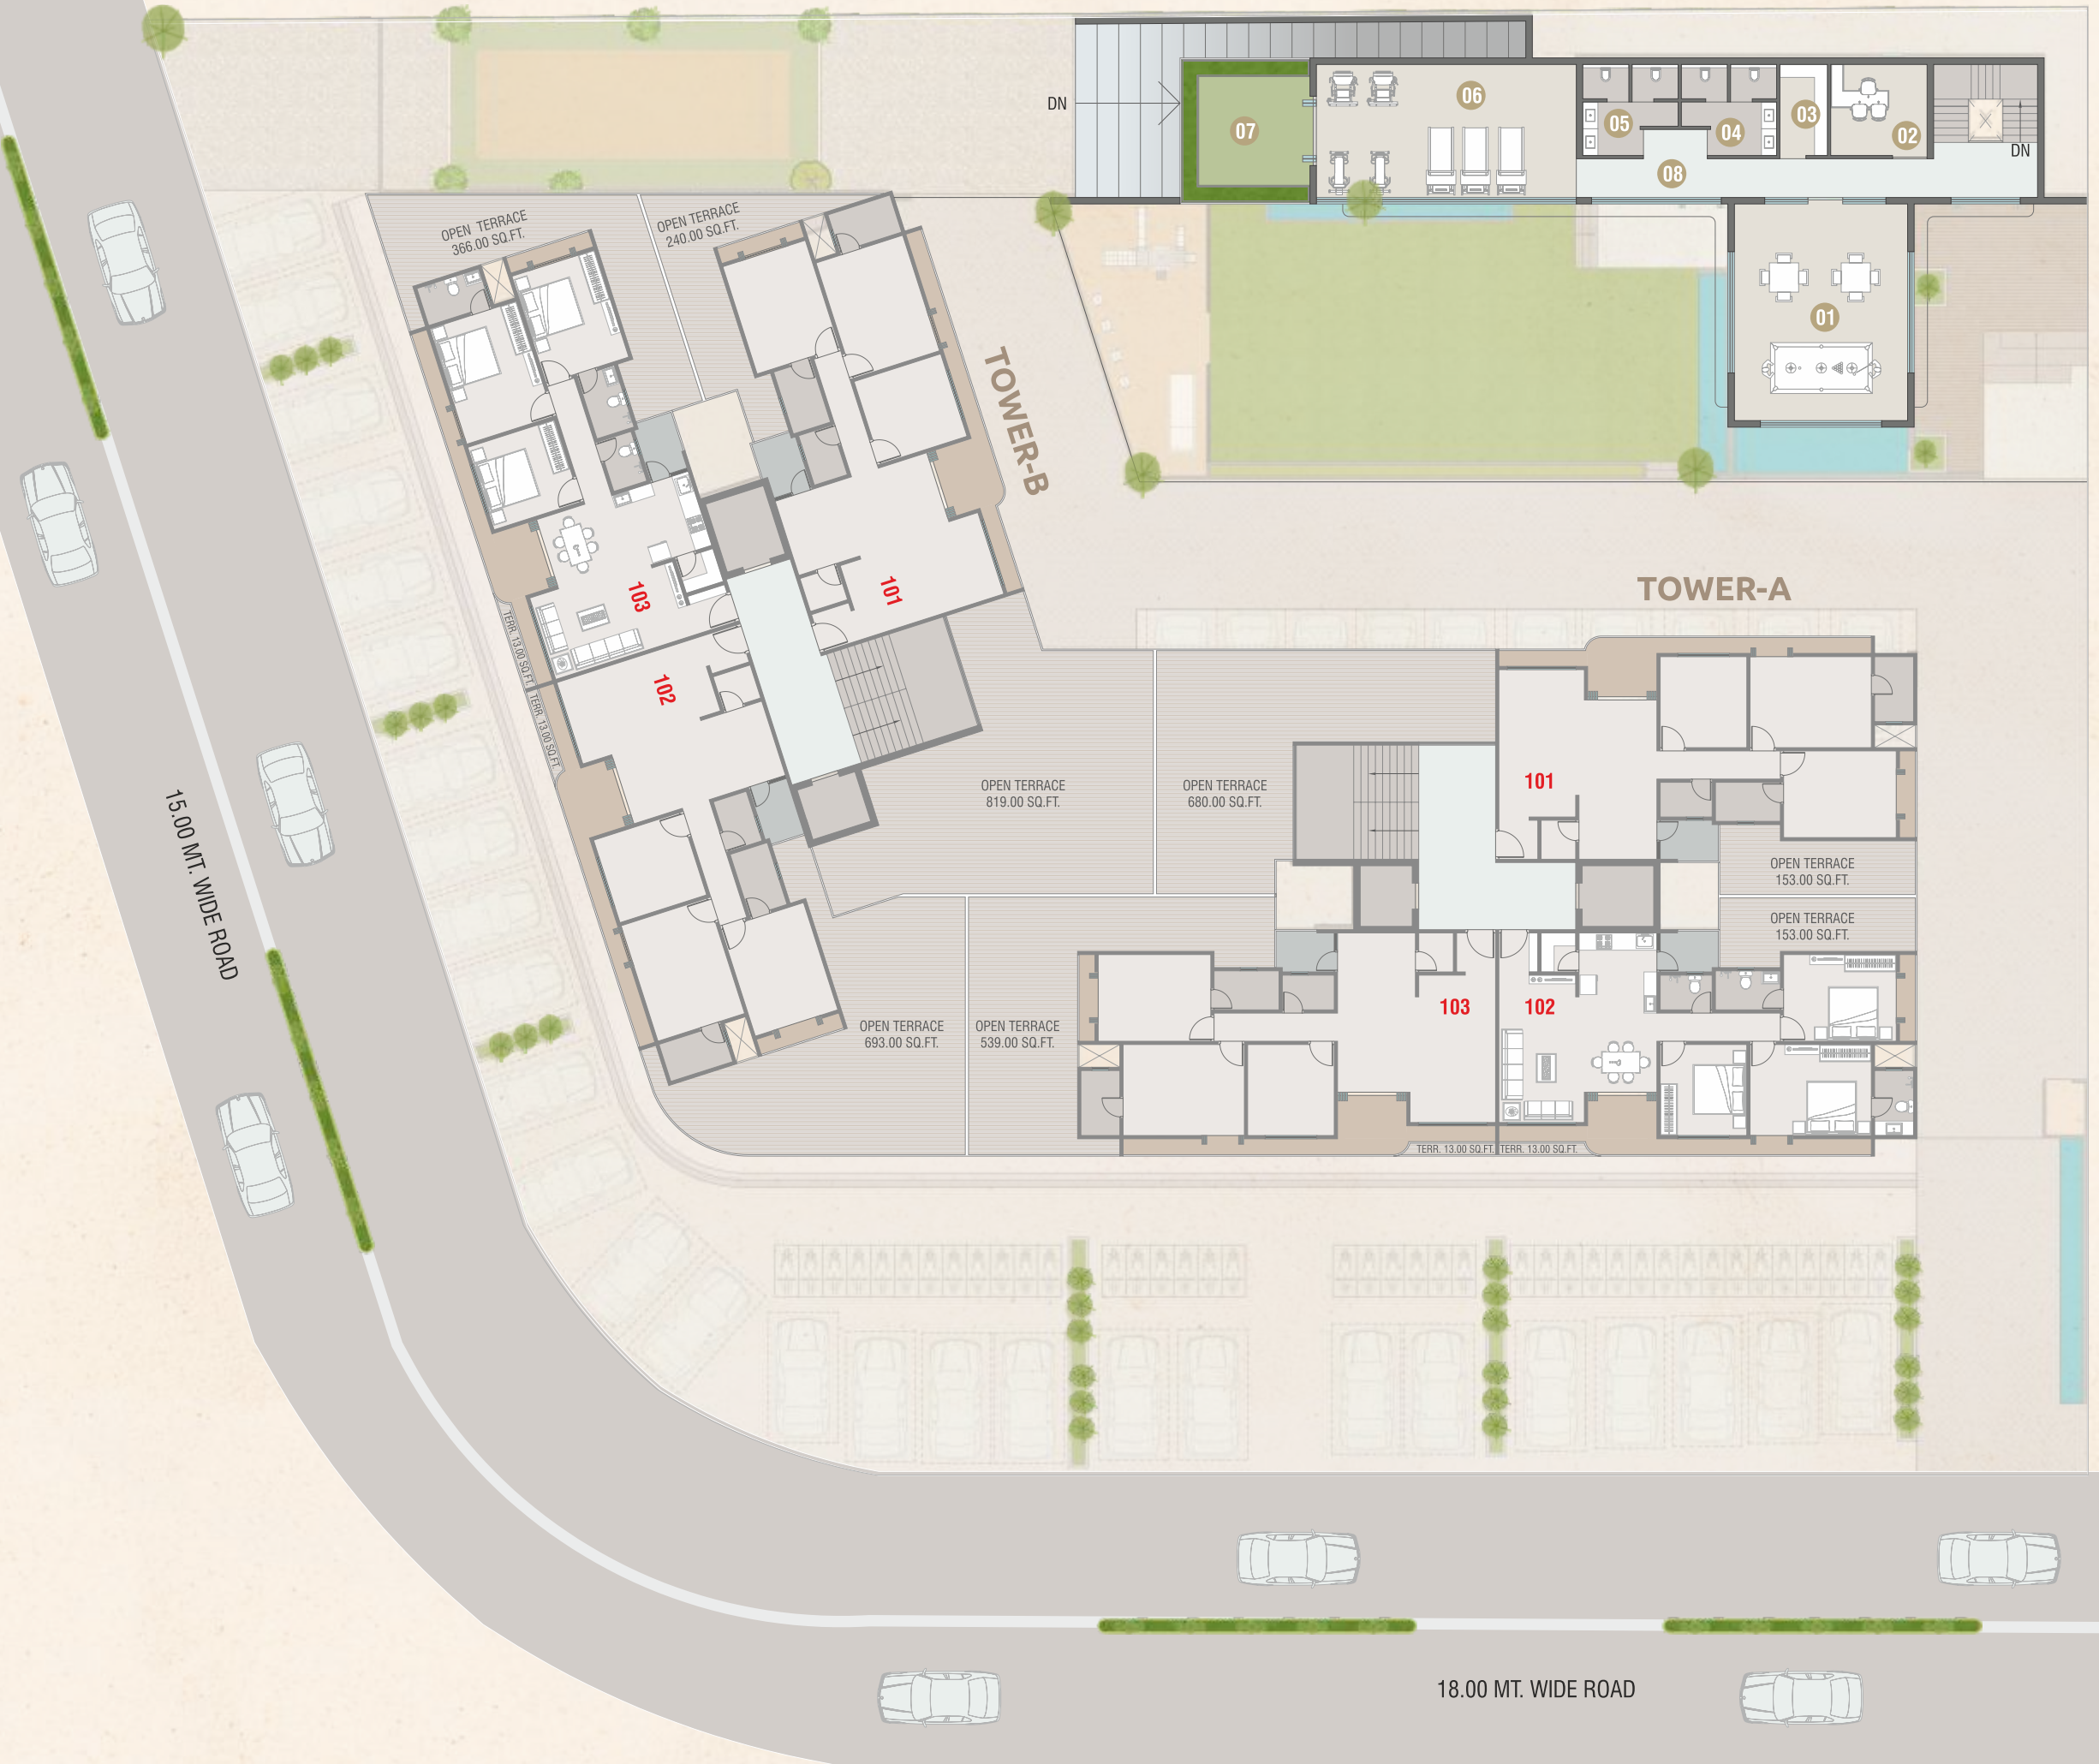 DN
07
06
05
04
03
02
DN
08
01
OPEN TERRACE
366.00 SQ.FT.
OPEN TERRACE
240.00 SQ.FT.
TOWER-B
103
101
102
TERR. 13.00 SQ.FT.
TERR. 13.00 SQ.FT.
TOWER-A
OPEN TERRACE
819.00 SQ.FT.
OPEN TERRACE
680.00 SQ.FT.
101
OPEN TERRACE
153.00 SQ.FT.
OPEN TERRACE
153.00 SQ.FT.
15.00 MT. WIDE ROAD
OPEN TERRACE
693.00 SQ.FT.
OPEN TERRACE
539.00 SQ.FT.
103
102
TERR. 13.00 SQ.FT.
TERR. 13.00 SQ.FT.
18.00 MT. WIDE ROAD